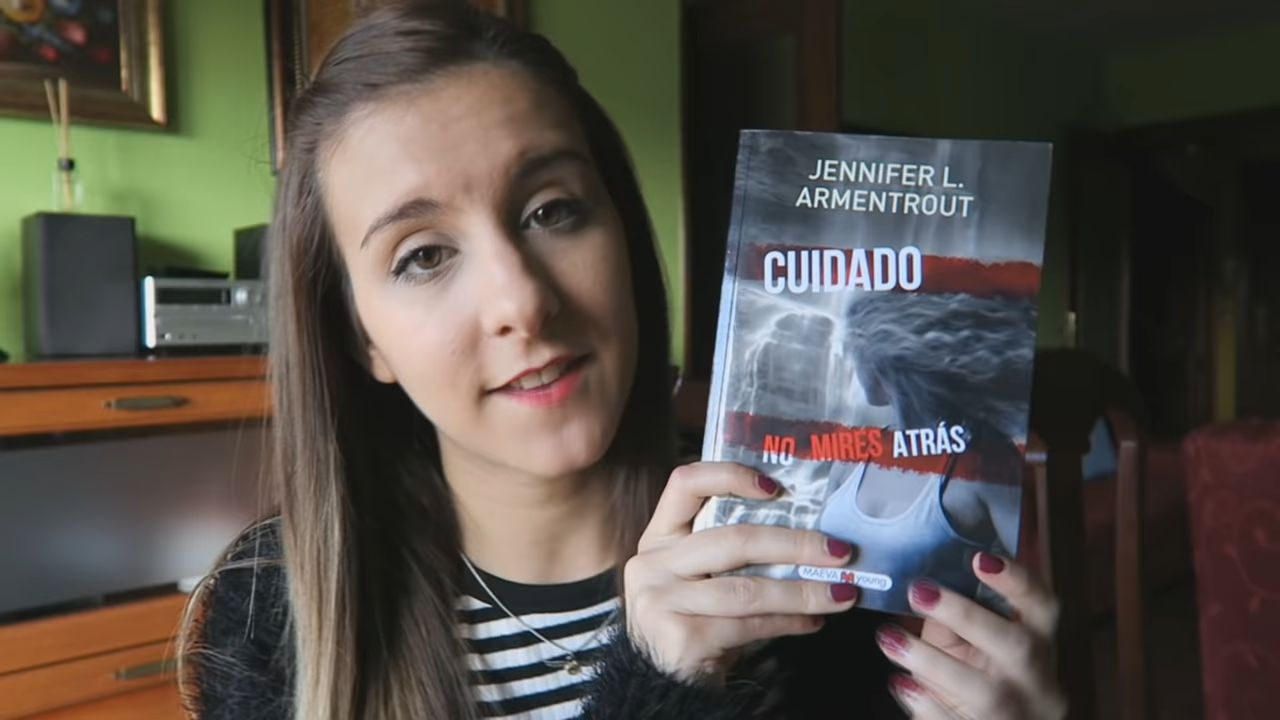 JENNIFER L.
ARMENTROUT
CUIDADO
NO MIRES ATRÁS
MAEVA young